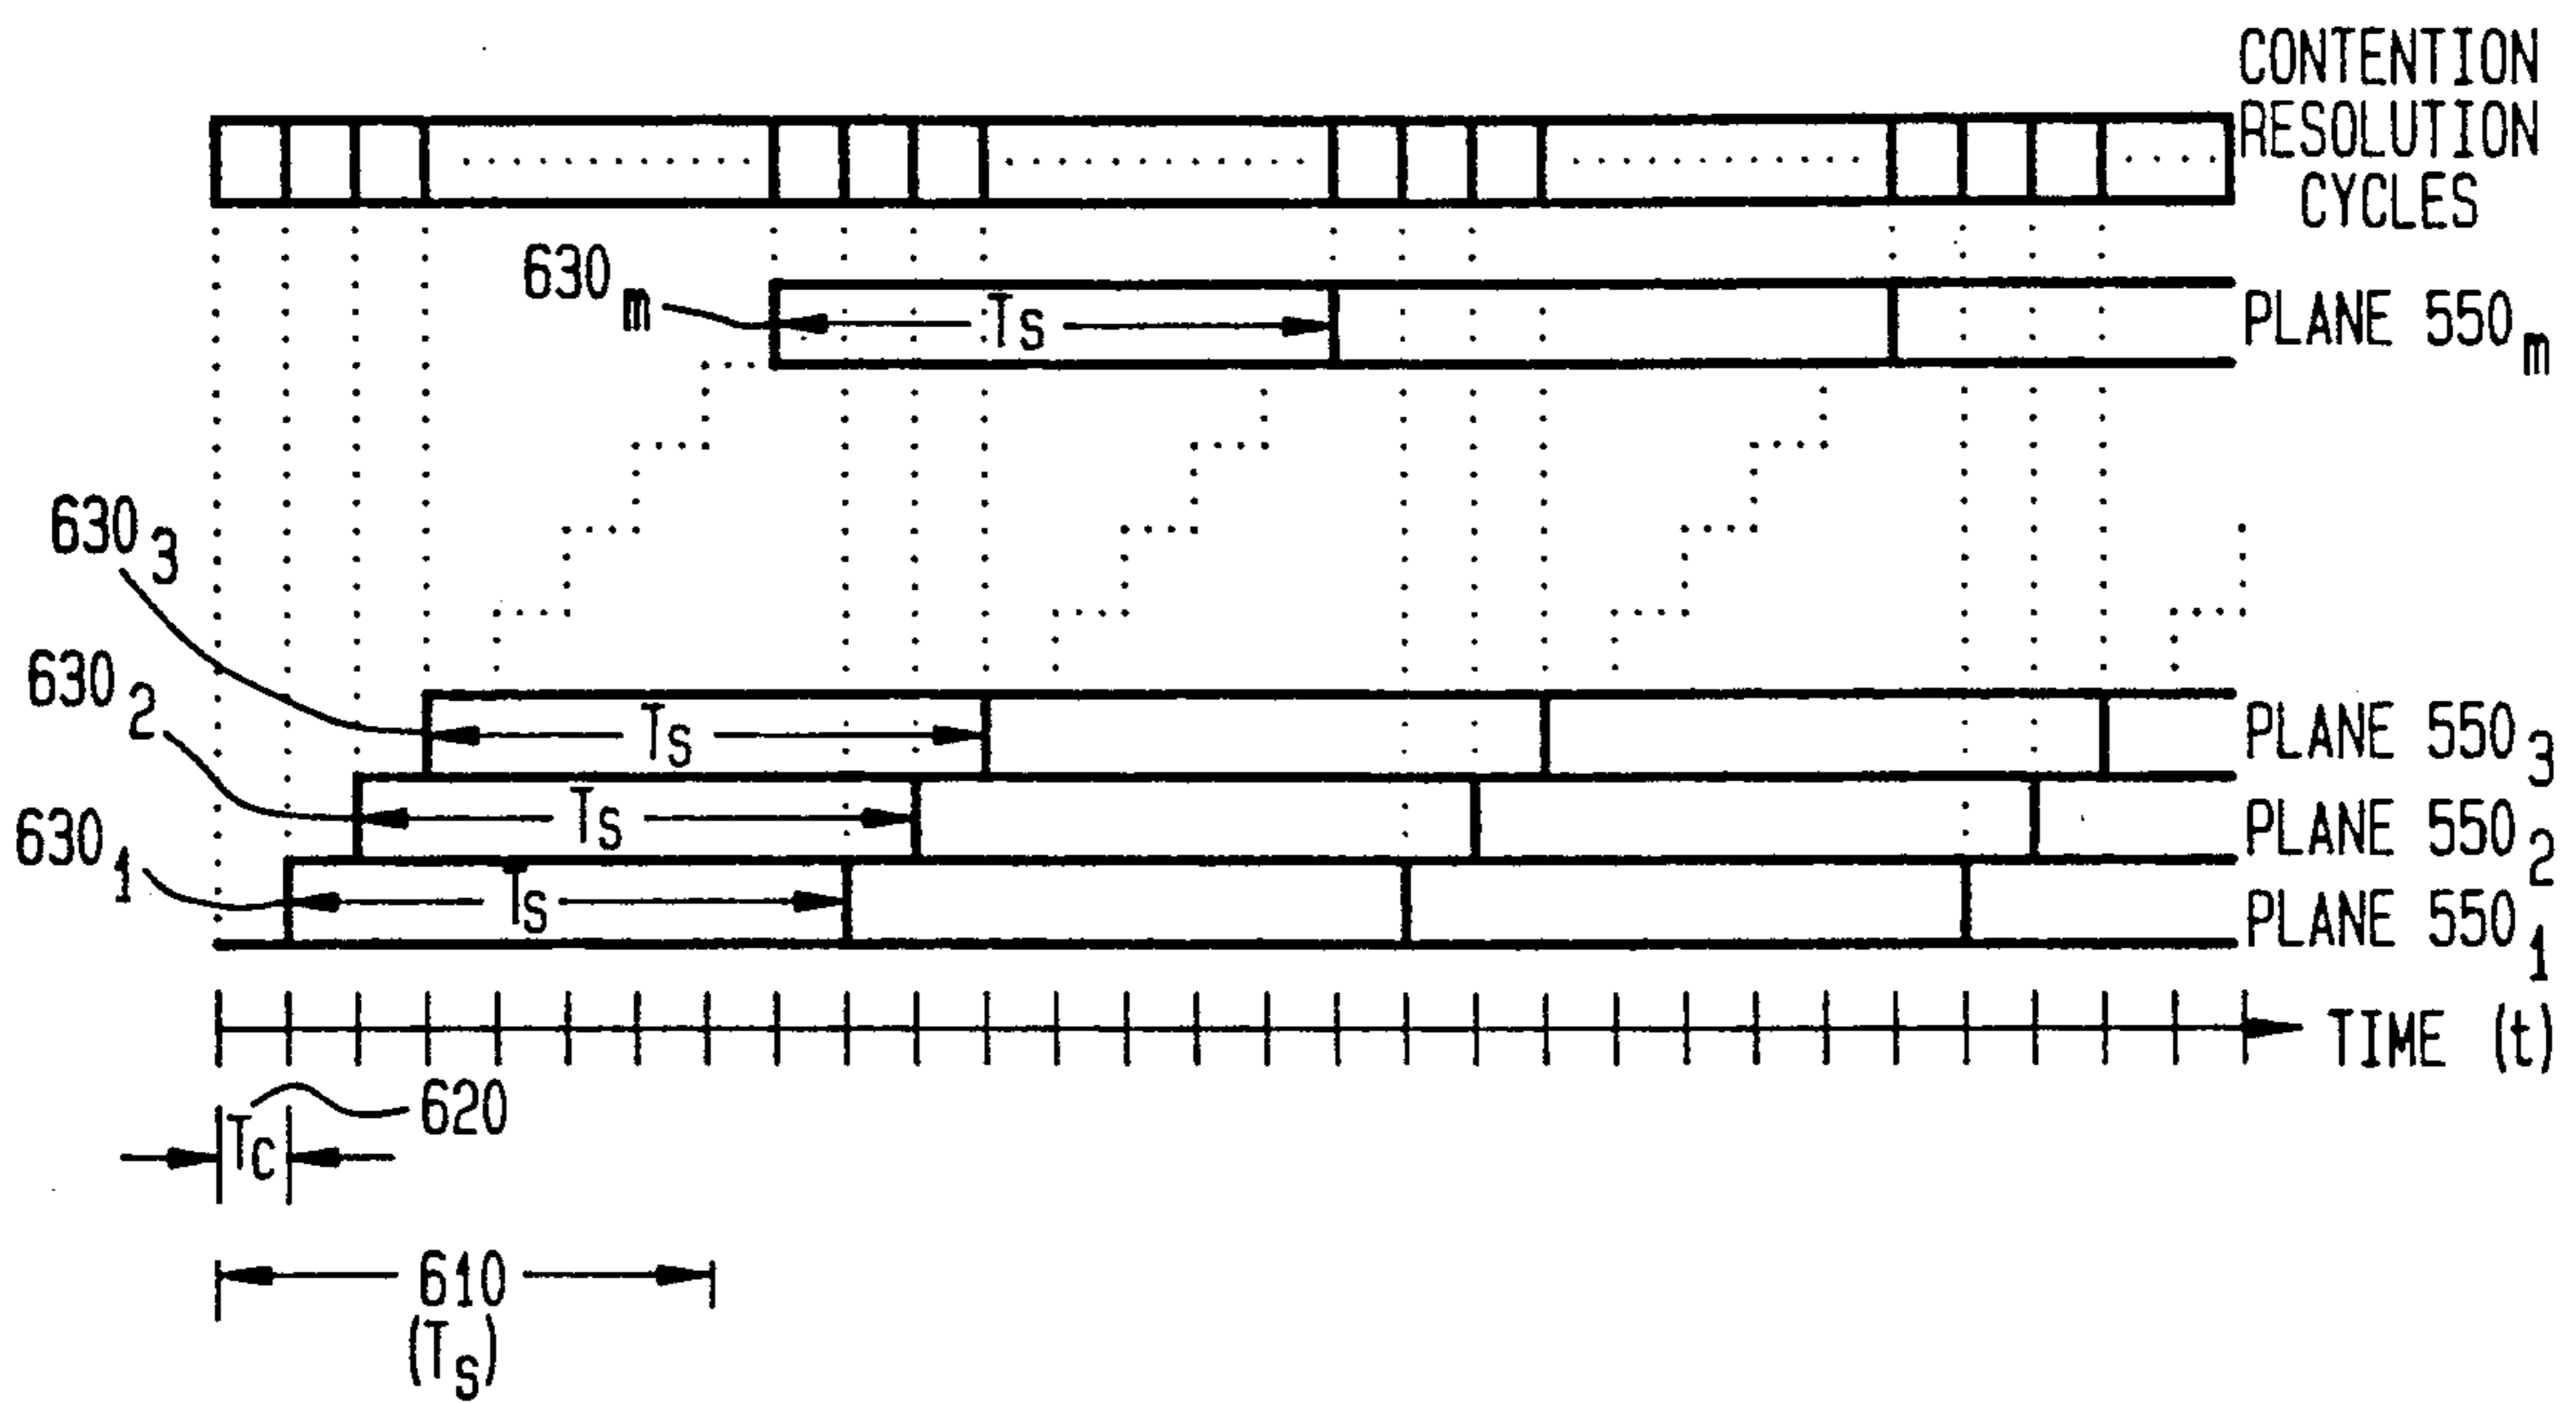 CONTENTION
RESOLUTION
CYCLES
630m
TS
PLANE 550m
6303
TS
PLANE 5503
6302
TS
PLANE 5502
6301
TS
PLANE 5501
TIME (t)
620
TC
610
(TS)